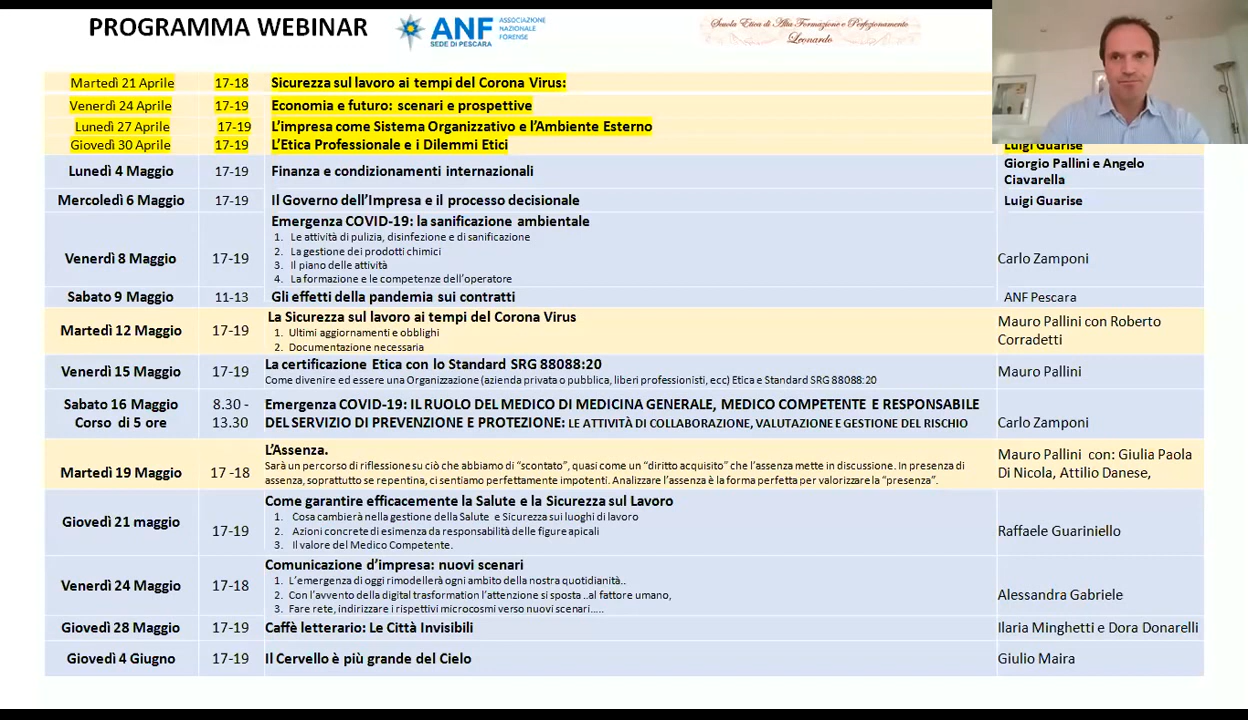 PROGRAMMA WEBINAR
ANF
SEDE DI PESCARA
ASSOCIAZIONE
NAZIONALE
FORENSE
Scuola Etica di Alta Formazione e Perfezionamento
Leonardo
Martedì 21 Aprile 17-18 Sicurezza sul lavoro ai tempi del Corona Virus:
Venerdì 24 Aprile 17-19 Economia e futuro: scenari e prospettive
Lunedì 27 Aprile 17-19 L'impresa come Sistema Organizzativo e l'Ambiente Esterno
Giovedì 30 Aprile 17-19 L'Etica Professionale e i Dilemmi Etici Luigi Guarise
Lunedì 4 Maggio 17-19 Finanza e condizionamenti internazionali Giorgio Pallini e Angelo
Ciavarella
Mercoledì 6 Maggio 17-19 Il Governo dell'Impresa e il processo decisionale Luigi Guarise
Emergenza COVID-19: la sanificazione ambientale
1. Le attività di pulizia, disinfezione e di sanificazione
2. La gestione dei prodotti chimici
Venerdì 8 Maggio 17-19 Carlo Zamponi
3. Il piano delle attività
4. La formazione e le competenze dell'operatore
Sabato 9 Maggio 11-13 Gli effetti della pandemia sui contratti ANF Pescara
La Sicurezza sul lavoro ai tempi del Corona Virus
Martedì 12 Maggio 17-19 1. Ultimi aggiornamenti e obblighi Mauro Pallini con Roberto
2. Documentazione necessaria Corradetti
La certificazione Etica con lo Standard SRG 88088:20
Venerdì 15 Maggio 17-19 Mauro Pallini
Come divenire ed essere una Organizzazione (azienda privata o pubblica, liberi professionisti, ecc) Etica e Standard SRG 88088:20
Sabato 16 Maggio 8.30 - Emergenza COVID-19: IL RUOLO DEL MEDICO DI MEDICINA GENERALE, MEDICO COMPETENTE E RESPONSABILE
Corso di 5 ore 13.30 DEL SERVIZIO DI PREVENZIONE E PROTEZIONE: LE ATTIVITÀ DI COLLABORAZIONE, VALUTAZIONE E GESTIONE DEL RISCHIO Carlo Zamponi
L'Assenza.
Sarà un percorso di riflessione su ciò che abbiamo di "scontato", quasi come un "diritto acquisito" che l'assenza mette in discussione. In presenza di
assenza, soprattutto se repentina, ci sentiamo perfettamente impotenti. Analizzare l'assenza è la forma perfetta per valorizzare la "presenza".
Martedì 19 Maggio 17 -18 Mauro Pallini con: Giulia Paola
Di Nicola, Attilio Danese,
Come garantire efficacemente la Salute e la Sicurezza sul Lavoro
1. Cosa cambierà nella gestione della Salute e Sicurezza sui luoghi di lavoro
Giovedì 21 maggio 17-19 2. Azioni concrete di esimenza da responsabilità delle figure apicali Raffaele Guariniello
3. Il valore del Medico Competente.
Comunicazione d'impresa: nuovi scenari
1. L'emergenza di oggi rimodellerà ogni ambito della nostra quotidianità..
Venerdì 24 Maggio 17-18 2. Con l'avvento della digital trasformation l'attenzione si sposta ..al fattore umano, Alessandra Gabriele
3. Fare rete, indirizzare i rispettivi microcosmi verso nuovi scenari.....
Giovedì 28 Maggio 17-19 Caffè letterario: Le Città Invisibili Ilaria Minghetti e Dora Donarelli
Giovedì 4 Giugno 17-19 Il Cervello è più grande del Cielo Giulio Maira